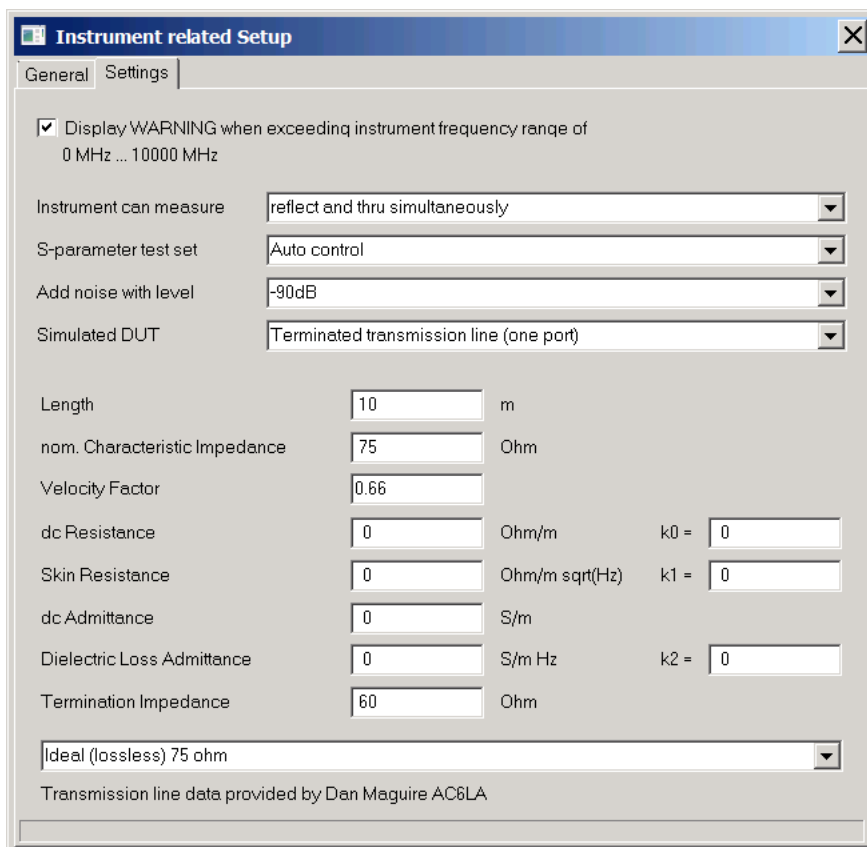 Instrument related Setup
General Settings
Display WARNING when exceeding instrument frequency range of
0 MHz ... 10000 MHz
Instrument can measure reflect and thru simultaneously
S-parameter test set Auto control
Add noise with level -90dB
Simulated DUT Terminated transmission line (one port)
Length 10 m
nom. Characteristic Impedance 75 Ohm
Velocity Factor 0.66
dc Resistance 0 Ohm/m k0 = 0
Skin Resistance 0 Ohm/m sqrt(Hz) k1 = 0
dc Admittance 0 S/m
Dielectric Loss Admittance 0 S/m Hz k2 = 0
Termination Impedance 60 Ohm
Ideal (lossless) 75 ohm
Transmission line data provided by Dan Maguire AC6LA